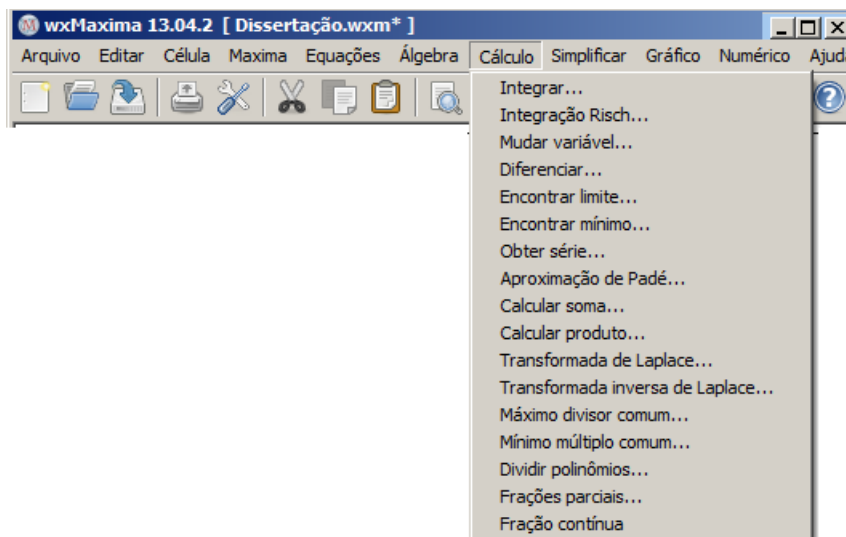 wxMaxima 13.04.2 [ Dissertação.wxm* ]
Arquivo Editar Célula Maxima Equações Álgebra Cálculo Simplificar Gráfico Numérico Ajuda
Integrar...
Integração Risch...
Mudar variável...
Diferenciar...
Encontrar limite...
Encontrar mínimo...
Obter série...
Aproximação de Padé...
Calcular soma...
Calcular produto...
Transformada de Laplace...
Transformada inversa de Laplace...
Máximo divisor comum...
Mínimo múltiplo comum...
Dividir polinômios...
Frações parciais...
Fração contínua